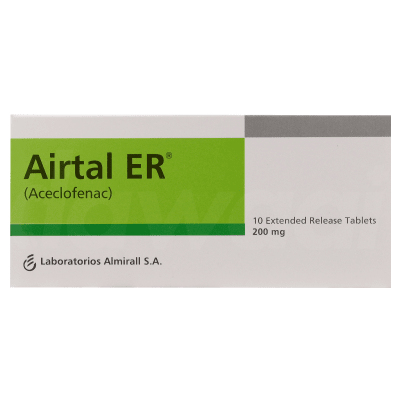 Airtal ER®
(Aceclofenac)
10 Extended Release Tablets
200 mg
Laboratorios Almirall S.A.